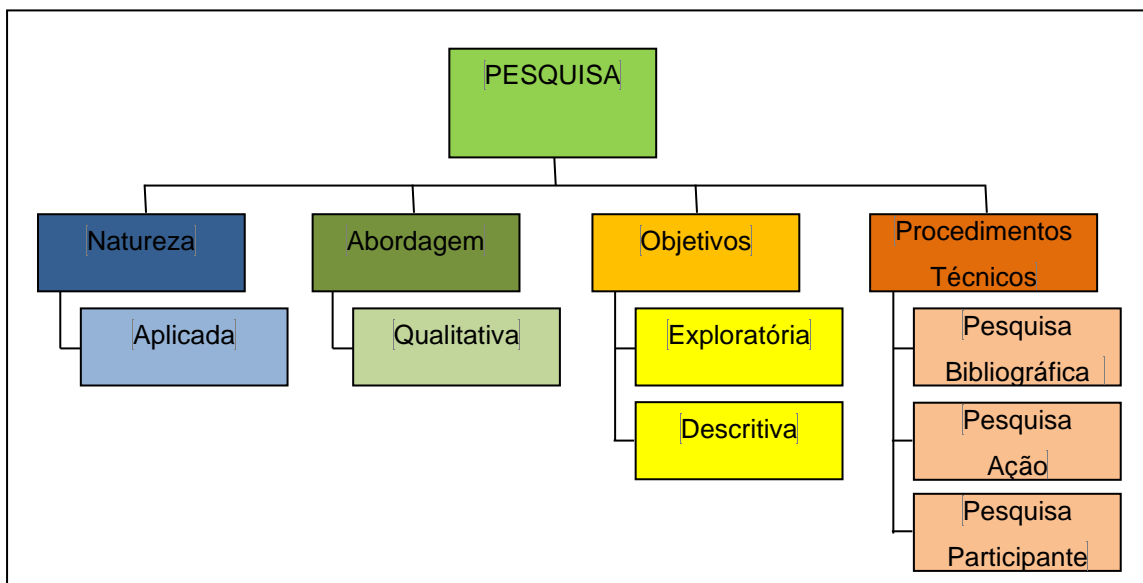 PESQUISA
Natureza
Aplicada
Abordagem
Qualitativa
Objetivos
Exploratória
Descritiva
Procedimentos
Técnicos
Pesquisa
Bibliográfica
Pesquisa
Ação
Pesquisa
Participante